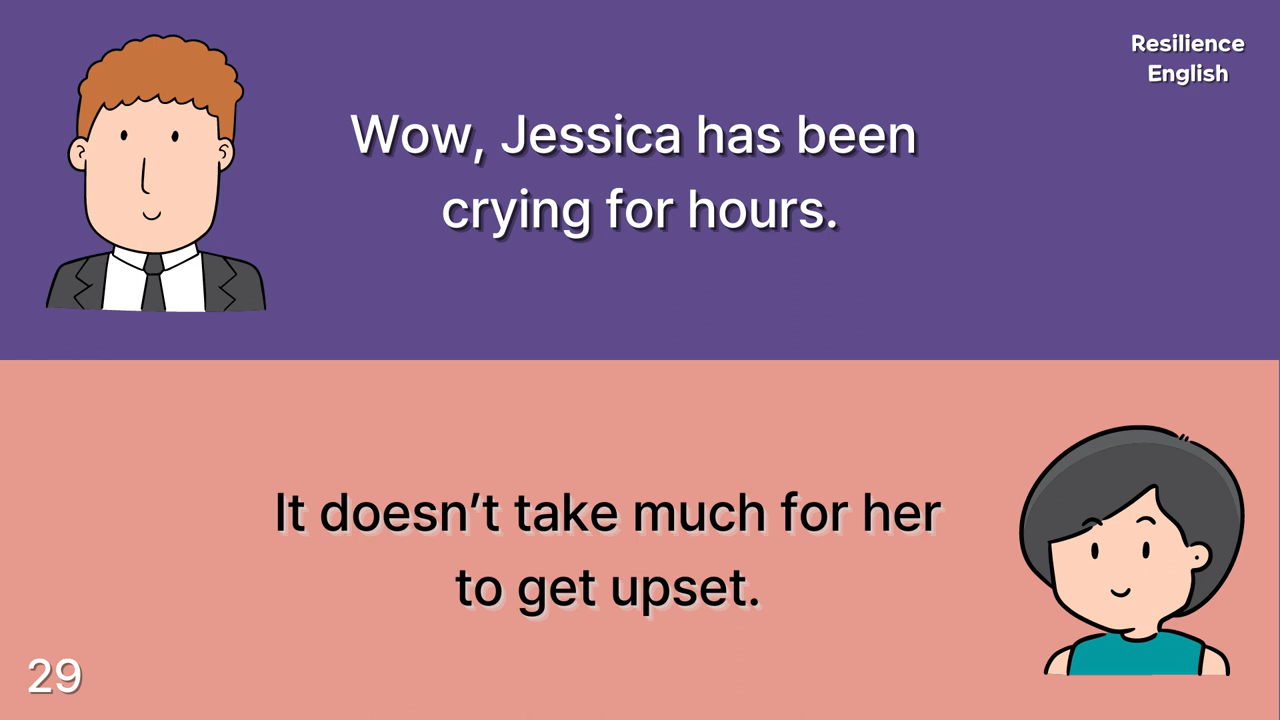 Resilience
English
Wow, Jessica has been
crying for hours.
It doesn’t take much for her
to get upset.
29